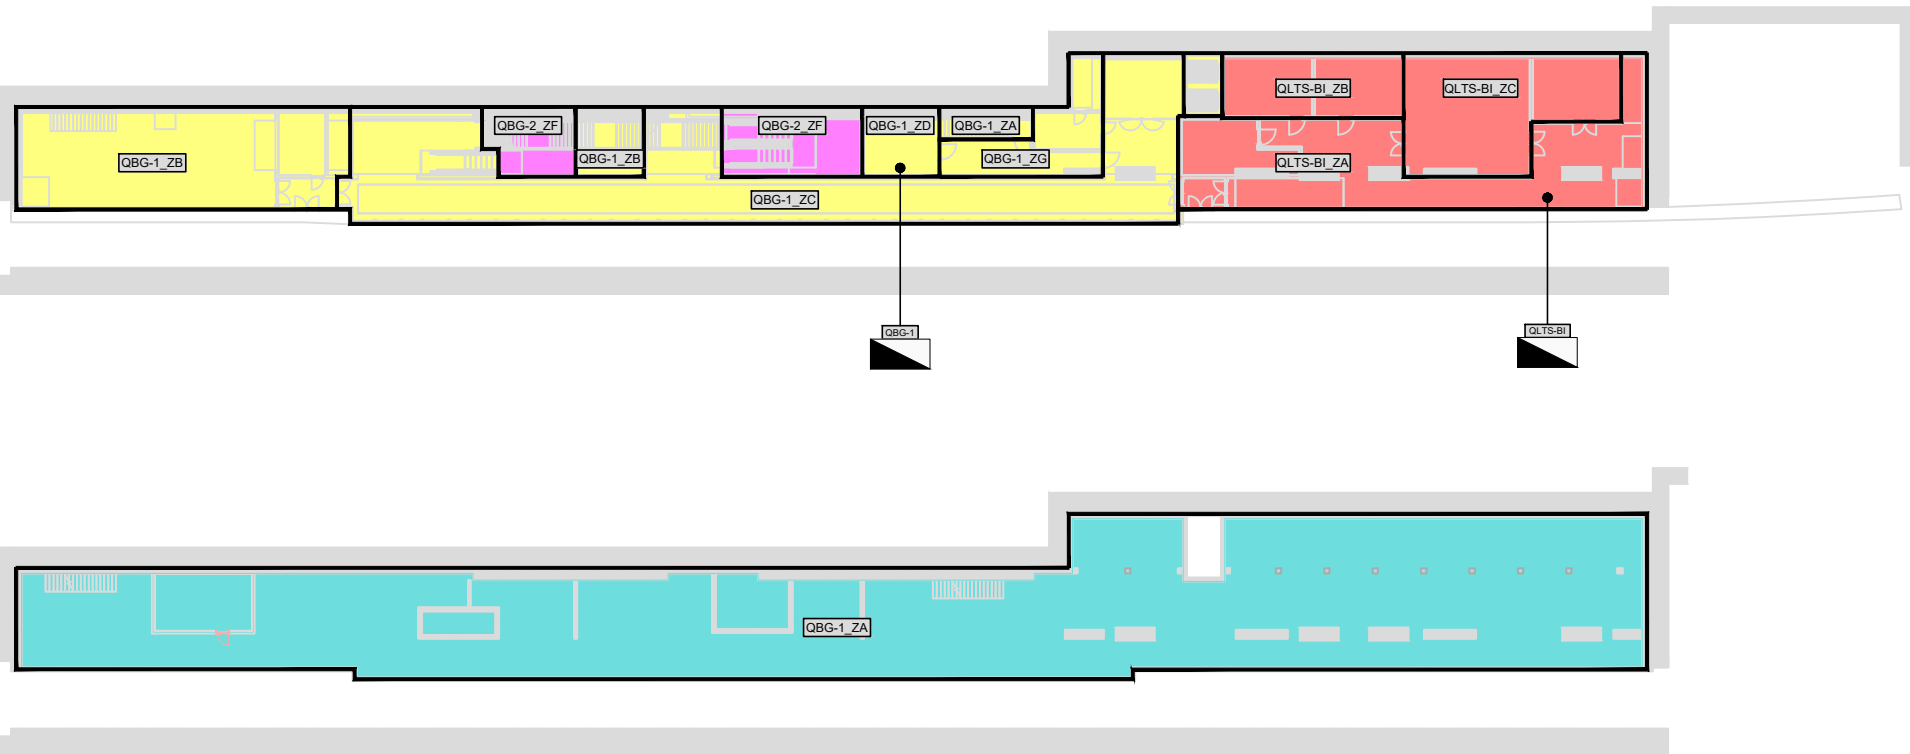 QLTS-BI_ZB
QLTS-BI_ZC
QBG-2_ZF
QBG-2_ZF
QBG-1_ZD
QBG-1_ZA
QBG-1_ZB
QBG-1_ZB
QBG-1_ZG
QLTS-BI_ZA
QBG-1_ZC
QBG-1
QLTS-BI
QBG-1_ZA